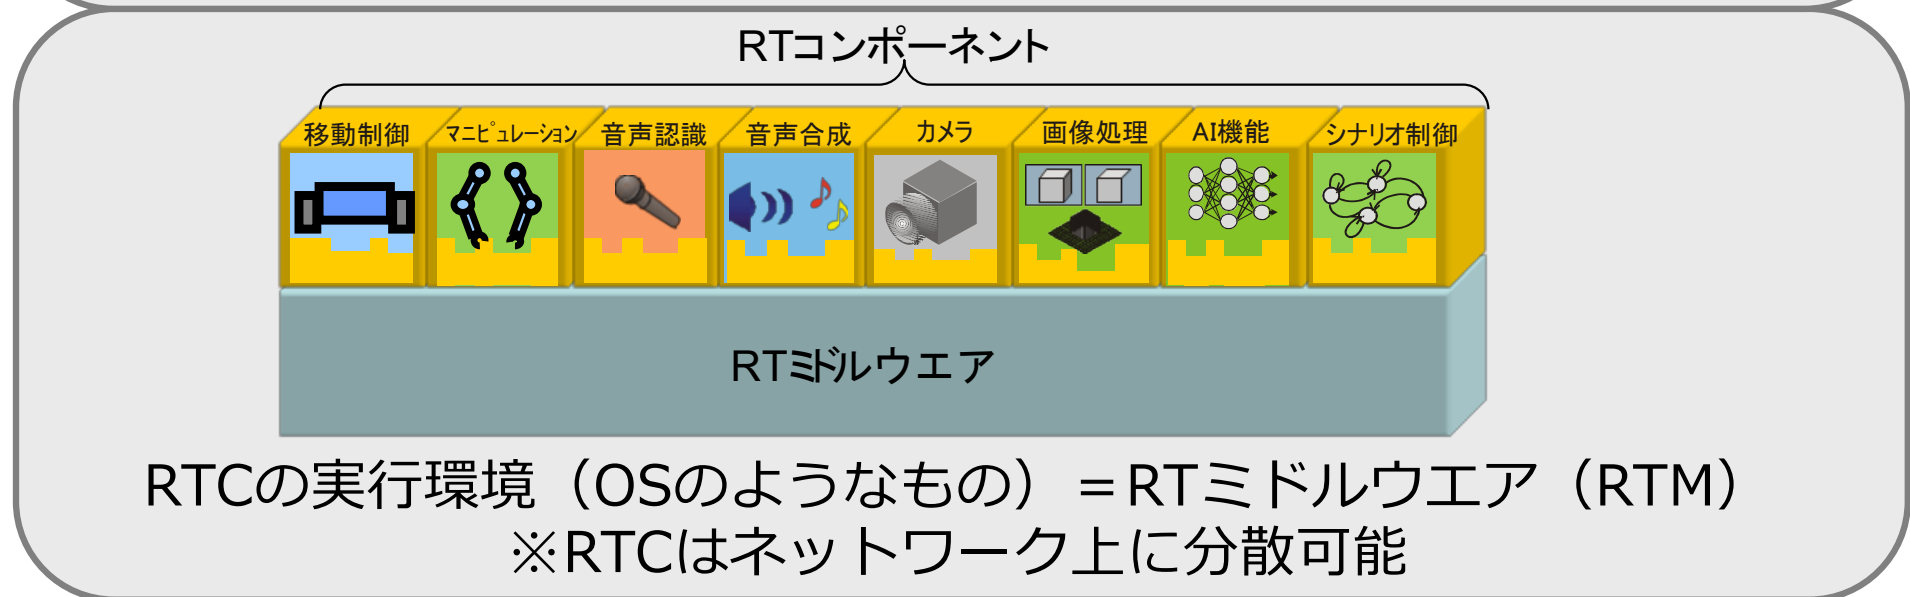 RTコンポーネント
移動制御 マニピュレーション 音声認識 音声合成 カメラ 画像処理 AI機能 シナリオ制御
RTミドルウエア
RTCの実行環境（OSのようなもの）＝RTミドルウエア（RTM）
※RTCはネットワーク上に分散可能